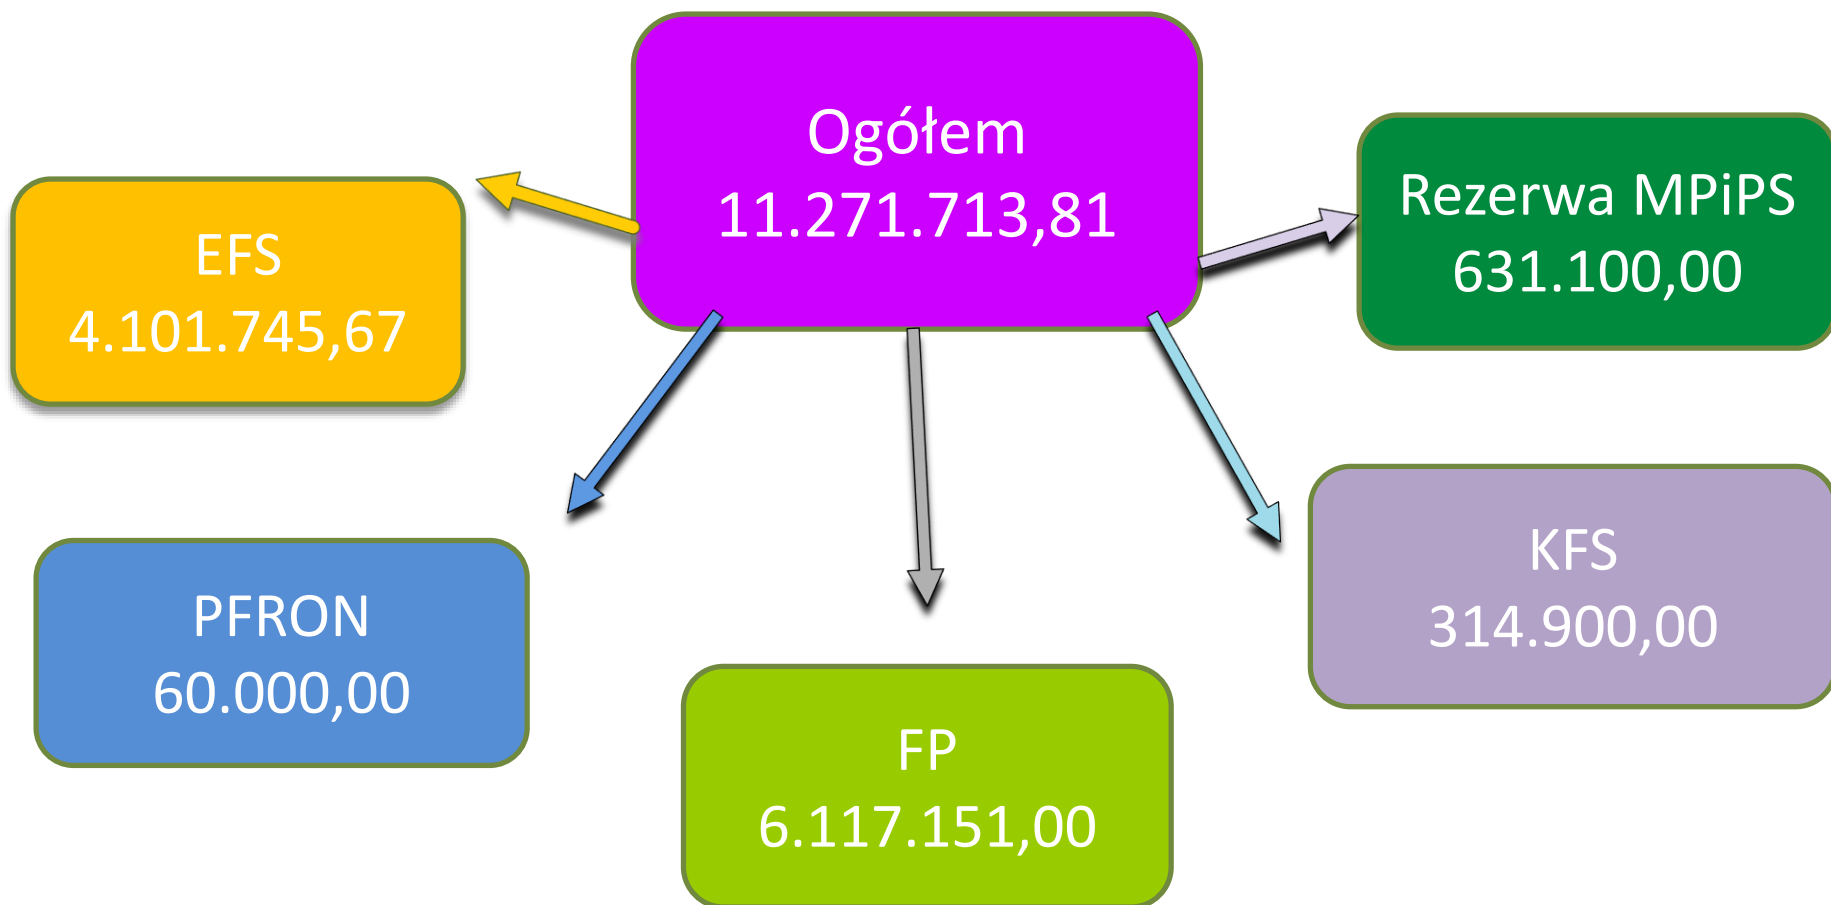 Ogółem
11.271.713,81
Rezerwa MPiPS
631.100,00
EFS
4.101.745,67
KFS
314.900,00
PFRON
60.000,00
FP
6.117.151,00